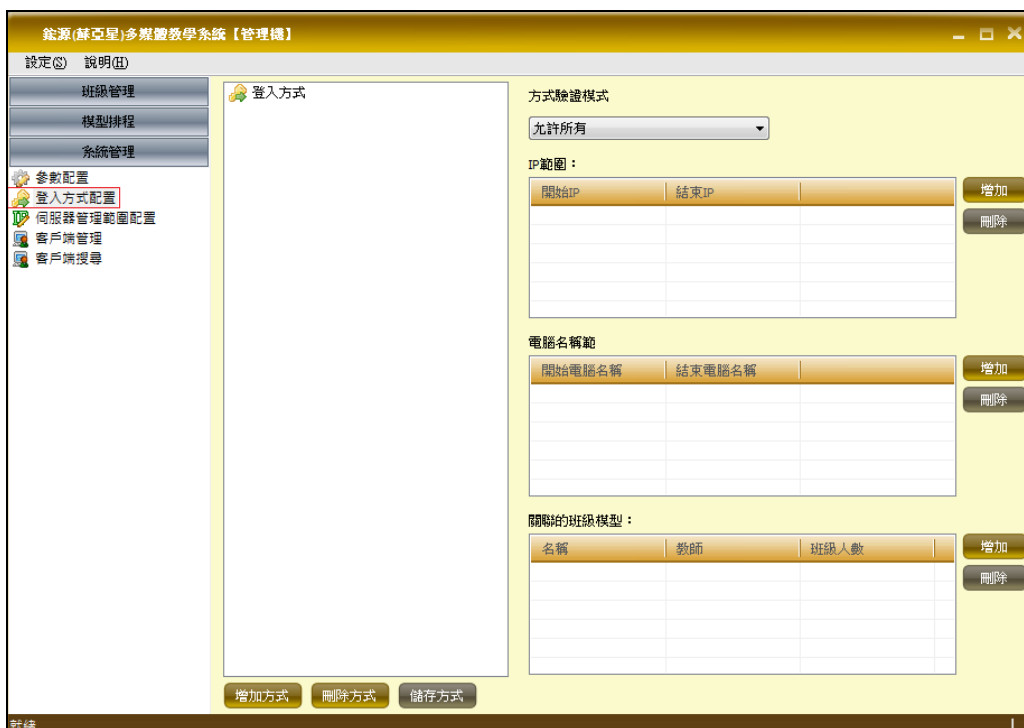 鋐源(蘇亞星)多媒體教學系統【管理機】
設定(S) 說明(H)
班級管理
模型排程
系統管理
參數配置
登入方式配置
伺服器管理範圍配置
客戶端管理
客戶端搜尋
登入方式
增加方式 刪除方式 儲存方式
方式驗證模式
允許所有
IP範圍：
開始IP 結束IP
增加
刪除
電腦名稱範
開始電腦名稱 結束電腦名稱
增加
刪除
關聯的班級模型：
名稱 教師 班級人數
增加
刪除
就緒